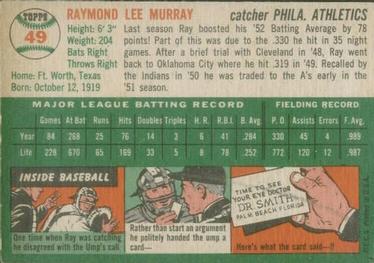 TOPPS
49
RAYMOND LEE MURRAY catcher PHILA. ATHLETICS
Height: 6' 3"
Weight: 204
Bats Right
Throws Right
Home: Ft. Worth, Texas
Born: October 12, 1919
Last season Ray boosted his '52 Batting Average by 78
points! Part of this was due to the .330 he hit in 35 night
games. After a brief trial with Cleveland in '48, Ray went
back to Oklahoma City where he hit .319 in '49. Recalled by
the Indians in '50 he was traded to the A's early in the
'51 season.
MAJOR LEAGUE BATTING RECORD FIELDING RECORD
Games At Bat Runs Hits Doubles Triples H. R. R.B.I. B. Avg. P. O. Assists Errors F. Avg.
Year 84 268 25 76 14 3 6 41 .284 330 45 4 .989
Life 228 670 65 169 33 5 8 78 .252 772 120 12 .987
INSIDE BASEBALL
One time when Ray was catching he
disagreed with the Ump's call
Rather than start an argument
he politely handed the ump a
card—
TIME TO SEE
YOUR EYE DOCTOR
DR SMITH
PALM BEACH FLORIDA
Here's what the card said—!!